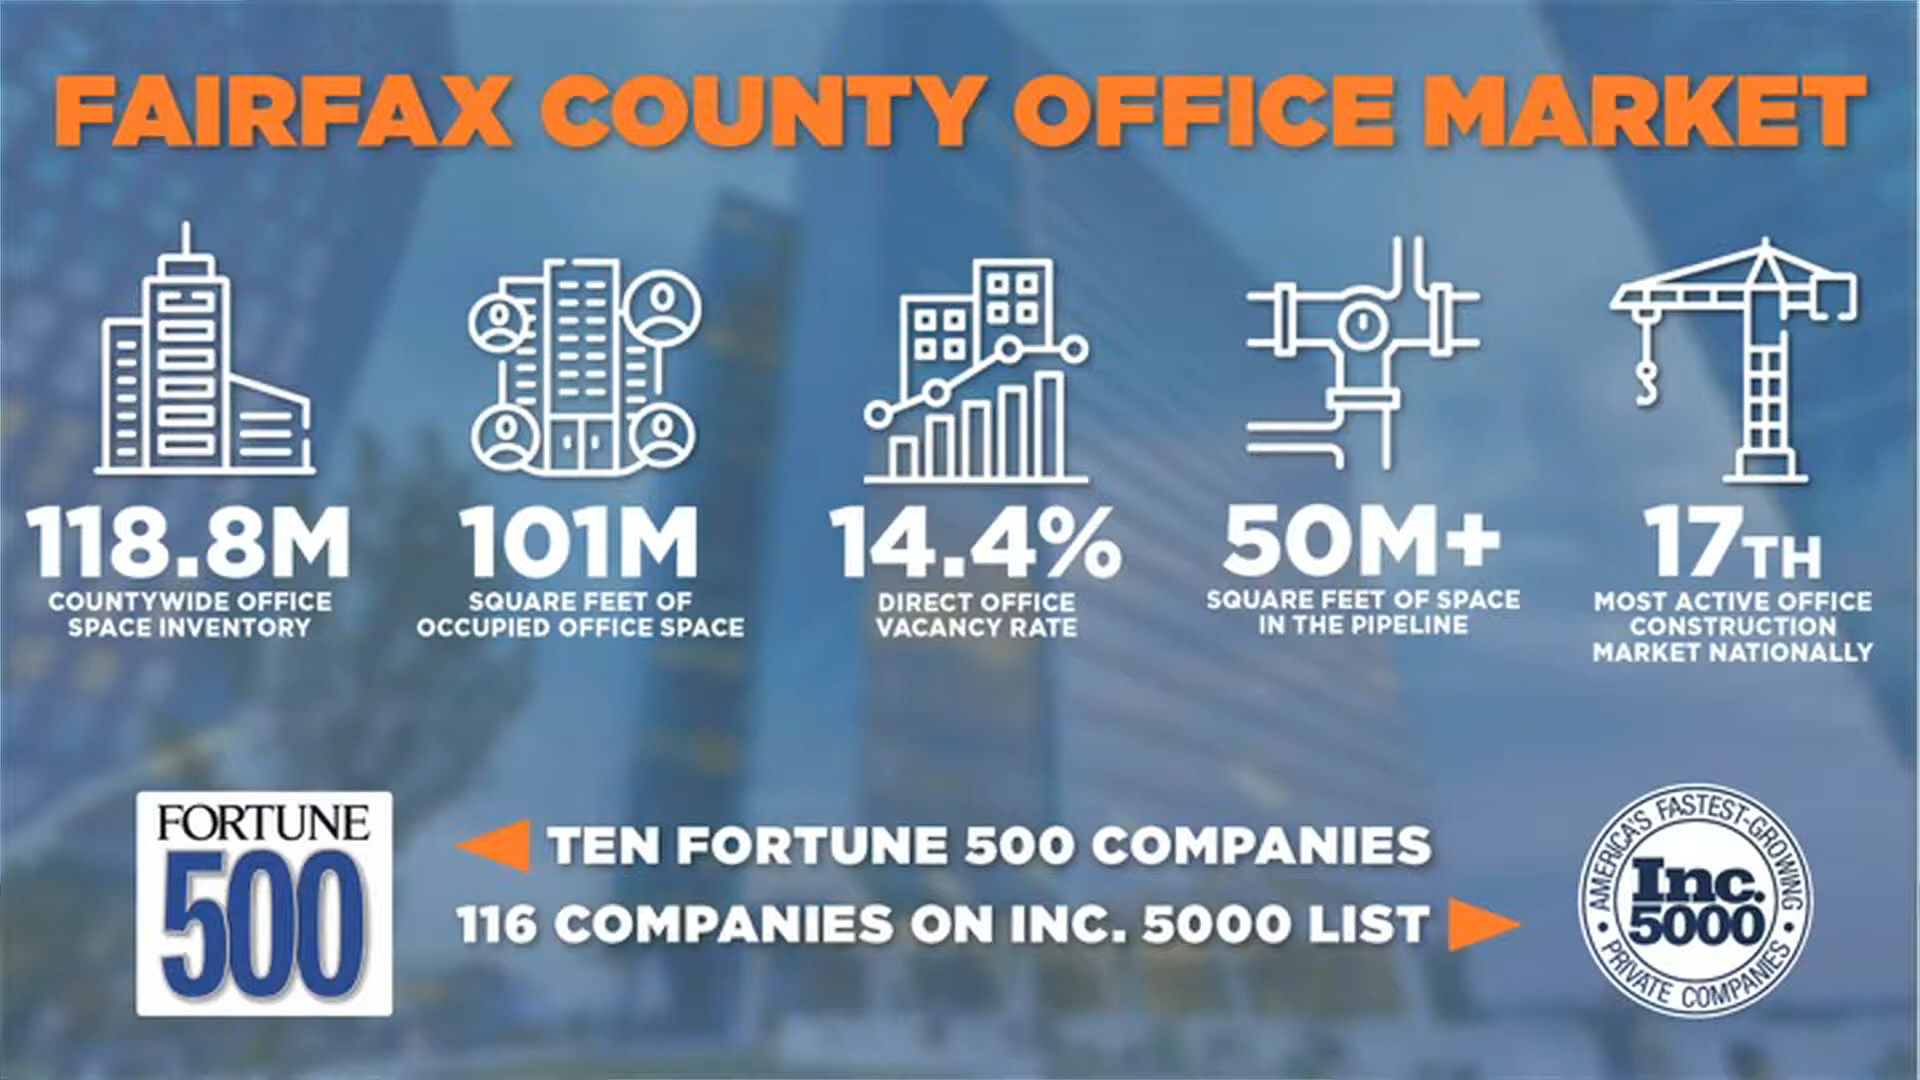 FAIRFAX COUNTY OFFICE MARKET
118.8M
COUNTYWIDE OFFICE
SPACE INVENTORY
101M
SQUARE FEET OF
OCCUPIED OFFICE SPACE
14.4%
DIRECT OFFICE
VACANCY RATE
50M+
SQUARE FEET OF SPACE
IN THE PIPELINE
17TH
MOST ACTIVE OFFICE
CONSTRUCTION
MARKET NATIONALLY
FORTUNE
500
TEN FORTUNE 500 COMPANIES
116 COMPANIES ON INC. 5000 LIST
AMERICA'S FASTEST-GROWING
Inc.
5000
PRIVATE COMPANIES